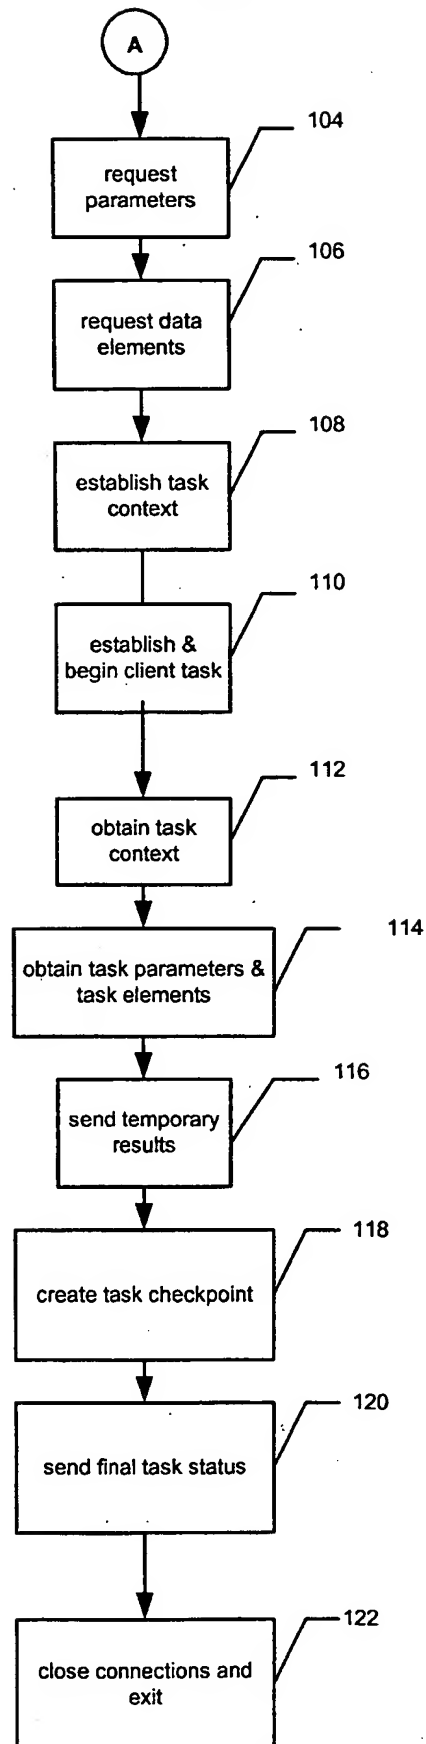 A
104
request
parameters
106
request data
elements
108
establish task
context
110
establish &
begin client task
112
obtain task
context
114
obtain task parameters &
task elements
116
send temporary
results
118
create task checkpoint
120
send final task status
122
close connections and
exit